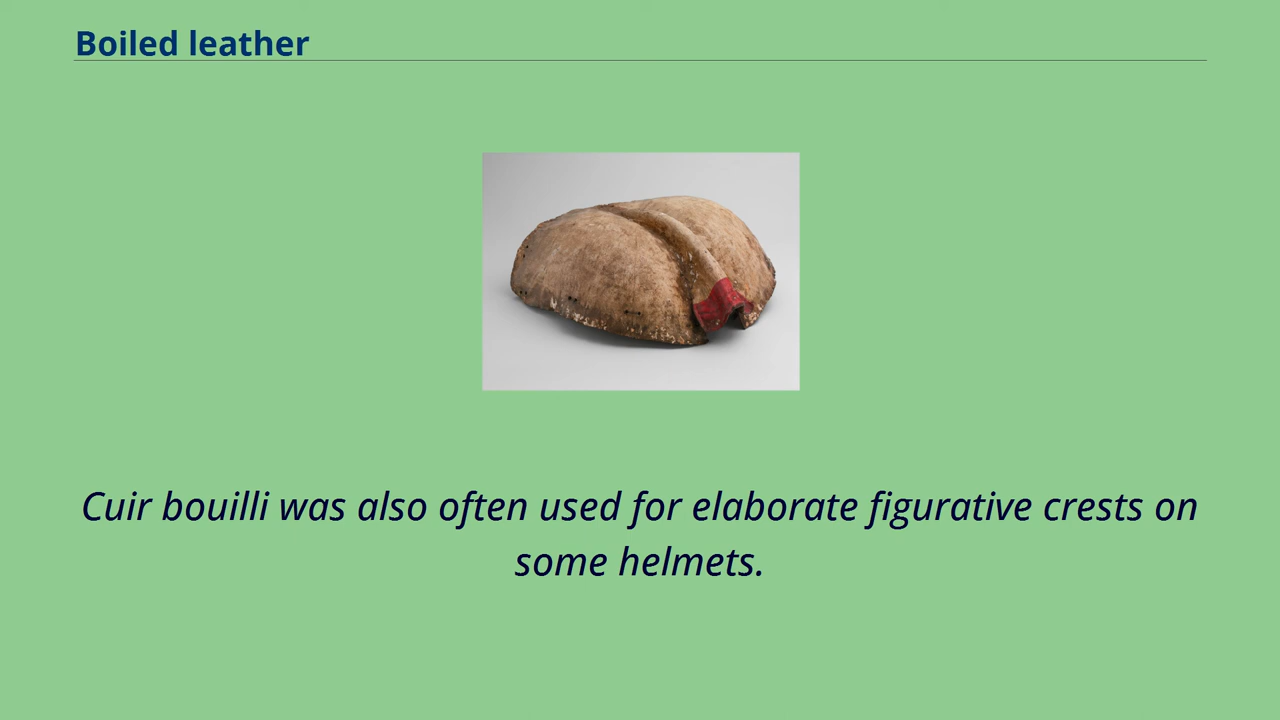 Boiled leather
Cuir bouilli was also often used for elaborate figurative crests on
some helmets.